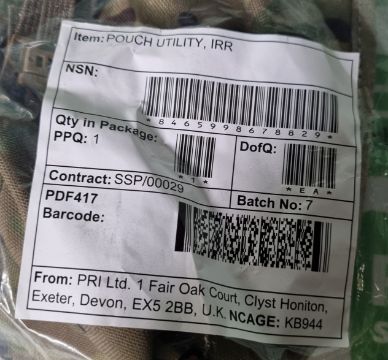 Item: POUCH UTILITY, IRR
NSN:
*8465998678829*
Qty in Package:
PPQ: 1
*1*
DofQ:
*EA*
Contract: SSP/00029
Batch No: 7
PDF417
Barcode:
From: PRI Ltd. 1 Fair Oak Court, Clyst Honiton,
Exeter, Devon, EX5 2BB, U.K. NCAGE: KB944